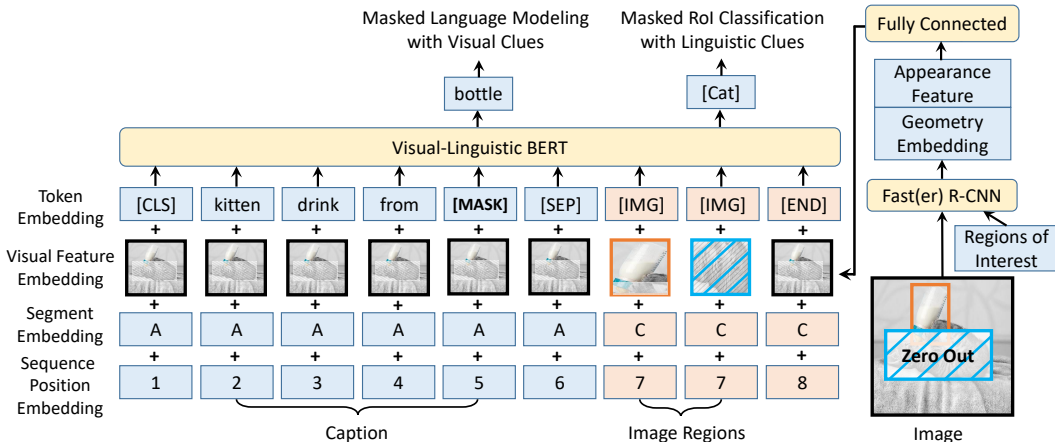 Masked Language Modeling
with Visual Clues
Masked RoI Classification
with Linguistic Clues
Fully Connected
bottle
[Cat]
Appearance
Feature
Geometry
Embedding
Visual-Linguistic BERT
Fast(er) R-CNN
Regions of
Interest
Token
Embedding
[CLS] kitten drink from [MASK] [SEP] [IMG] [IMG] [END]
+ + + + + + + + +
Visual Feature
Embedding
+ + + + + + + + +
Segment
Embedding
A A A A A A C C C
+ + + + + + + + +
Sequence
Position
Embedding
1 2 3 4 5 6 7 7 8
Zero Out
Caption
Image Regions
Image